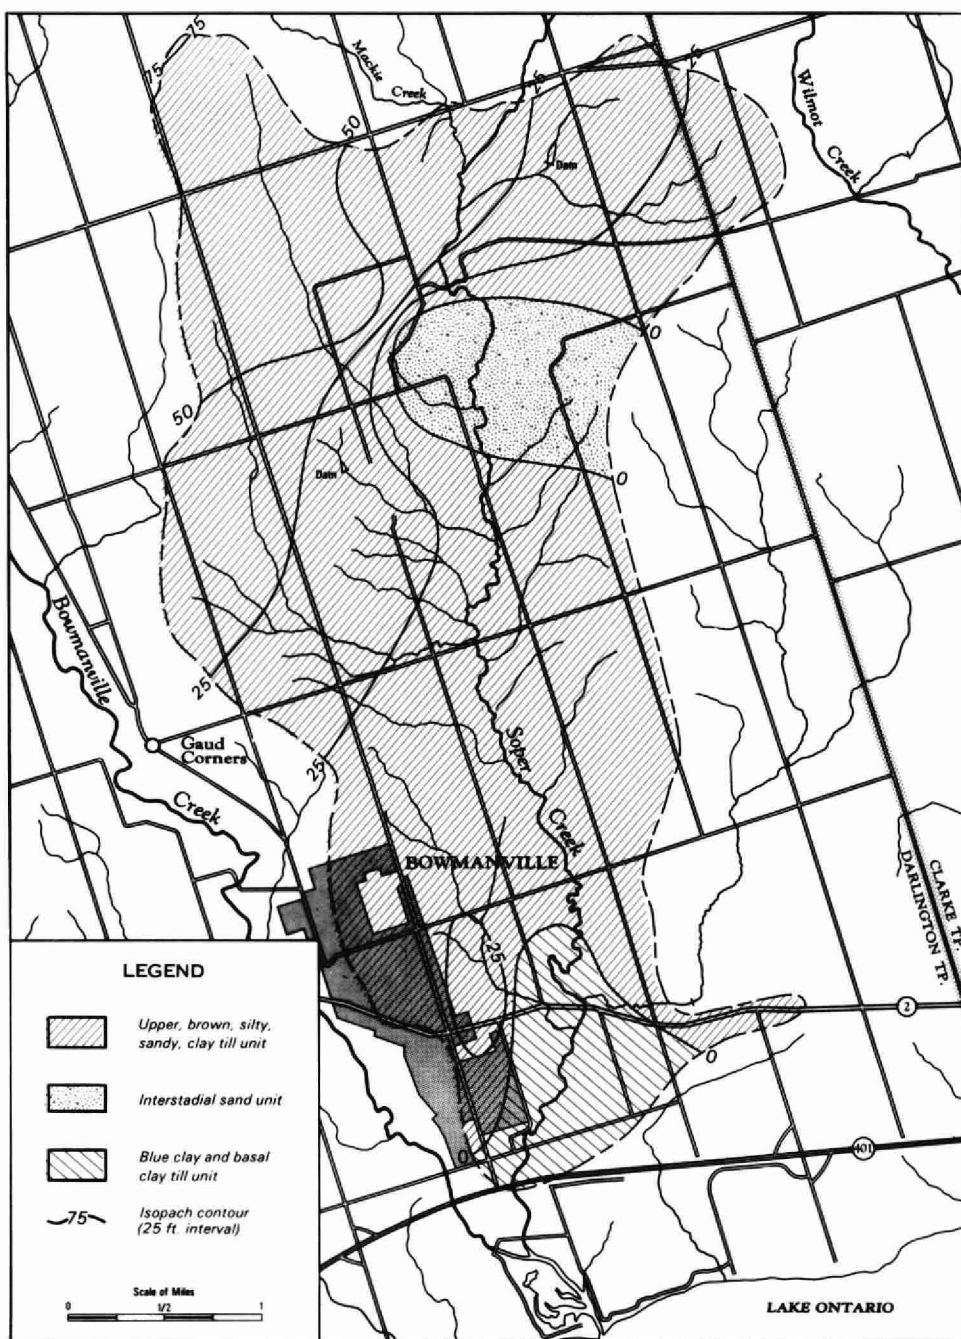 75
75
Mackie
Creek
25
25
Wilmot
Creek
50
Dam
0
50
Dam
0
Bowmanville
Creek
25
Gaud
Corners
25
Soper
Creek
BOWMANVILLE
25
CLARKE TP.
DARLINGTON TP.
2
0
0
401
LEGEND
Upper, brown, silty,
sandy, clay till unit
Interstadial sand unit
Blue clay and basal
clay till unit
75
Isopach contour
(25 ft. interval)
Scale of Miles
0
1/2
1
LAKE ONTARIO